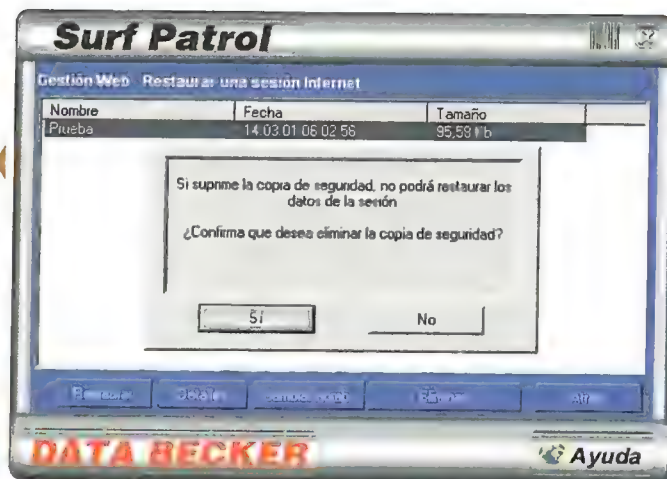 Surf Patrol
Gestión Web Restaurar una sesión Internet
Nombre Fecha Tamaño
Prueba 14.03.01 06 02 56 95,58
Si suprime la copia de seguridad, no podrá restaurar los
datos de la sesión
¿Confirma que desea eliminar la copia de seguridad?
Sí No
DATA BECKER
Ayuda